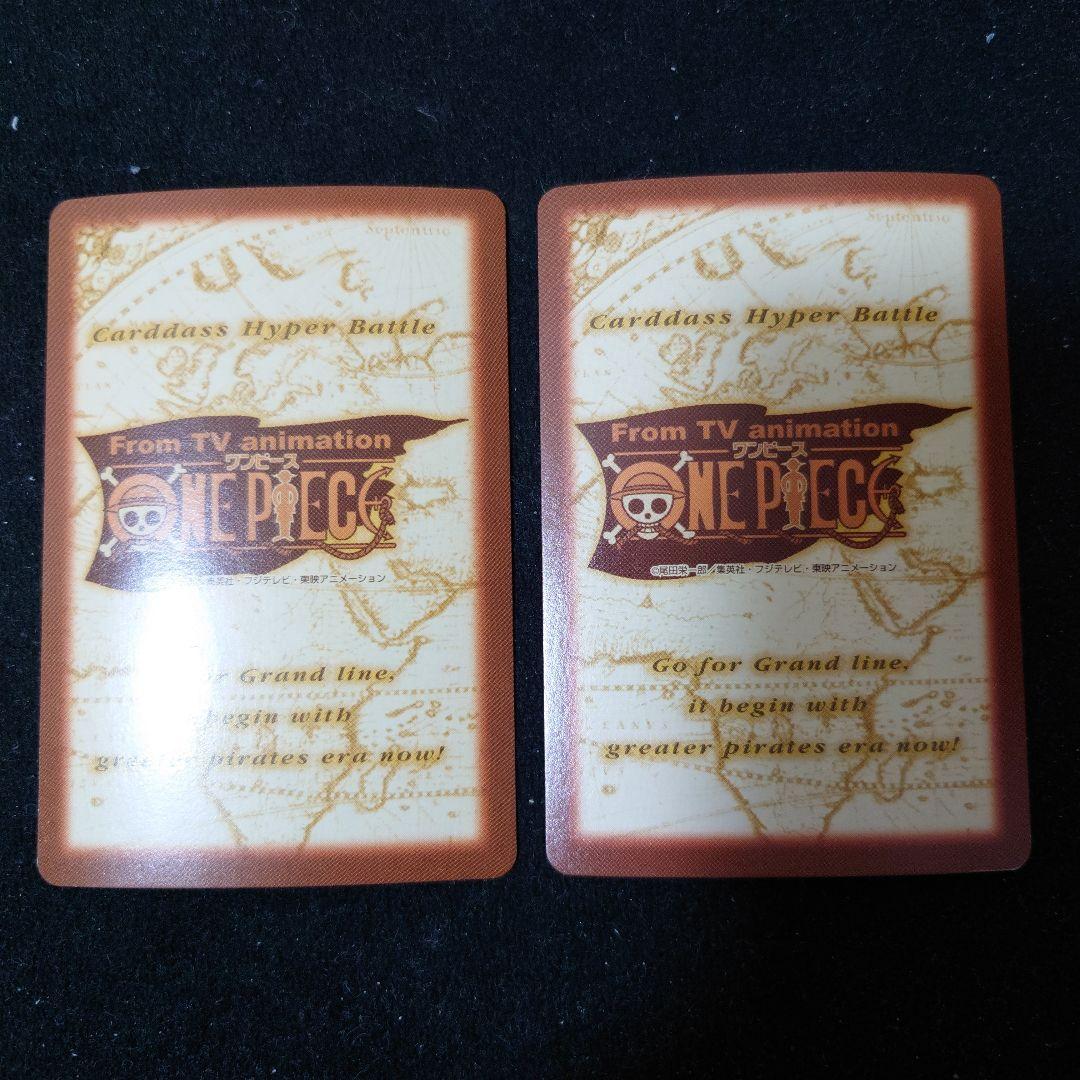 Septentrio
Carddass Hyper Battle
From TV animation
ワンピース
ONE PIECE
集英社・フジテレビ・東映アニメーション
Grand line,
begin with
greater pirates era now!
Septentrio
Carddass Hyper Battle
From TV animation
ワンピース
ONE PIECE
©尾田栄一郎/集英社・フジテレビ・東映アニメーション
Go for Grand line,
it begin with
greater pirates era now!